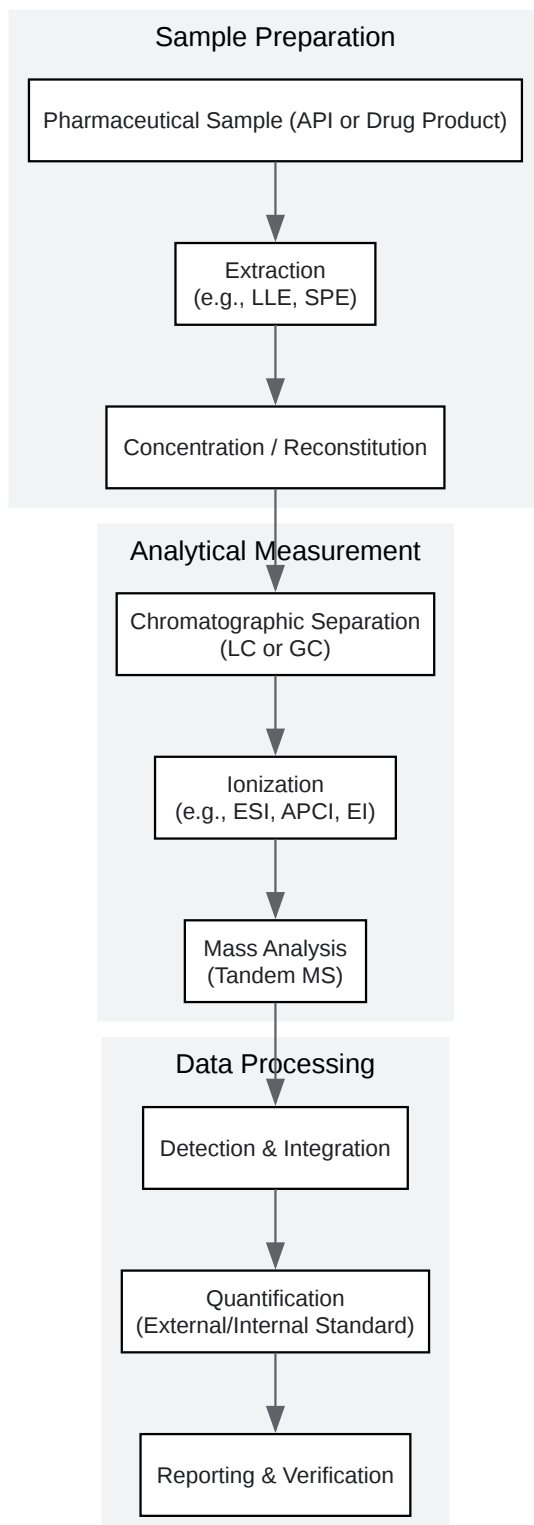 Sample Preparation
Pharmaceutical Sample (API or Drug Product)
Extraction
(e.g., LLE, SPE)
Concentration / Reconstitution
Analytical Measurement
Chromatographic Separation
(LC or GC)
Ionization
(e.g., ESI, APCI, EI)
Mass Analysis
(Tandem MS)
Data Processing
Detection & Integration
Quantification
(External/Internal Standard)
Reporting & Verification